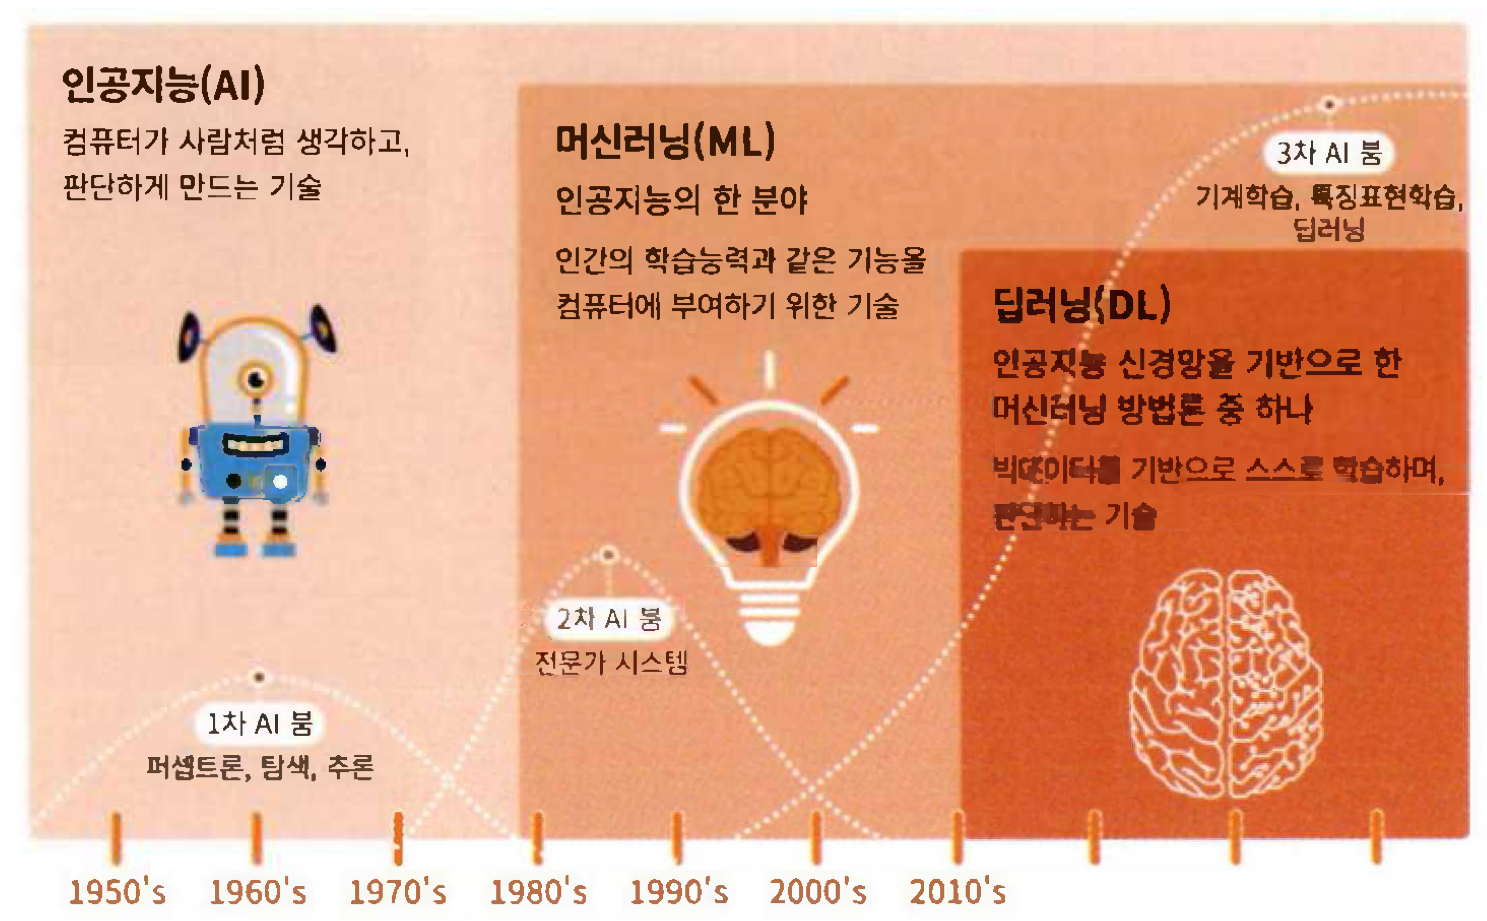 인공지능(AI)
컴퓨터가 사람처럼 생각하고,
판단하게 만드는 기술
머신러닝(ML)
인공지능의 한 분야
인간의 학습능력과 같은 기능을
컴퓨터에 부여하기 위한 기술
3차 AI 붐
기계학습, 특징표현학습,
딥러닝
딥러닝(DL)
인공지능 신경망을 기반으로 한
머신러닝 방법론 중 하나
빅데이터를 기반으로 스스로 학습하며,
기술
2차 AI 붐
전문가 시스템
1차 AI 붐
퍼셉트론, 탐색, 추론
1950's 1960's 1970's 1980's 1990's 2000's 2010's